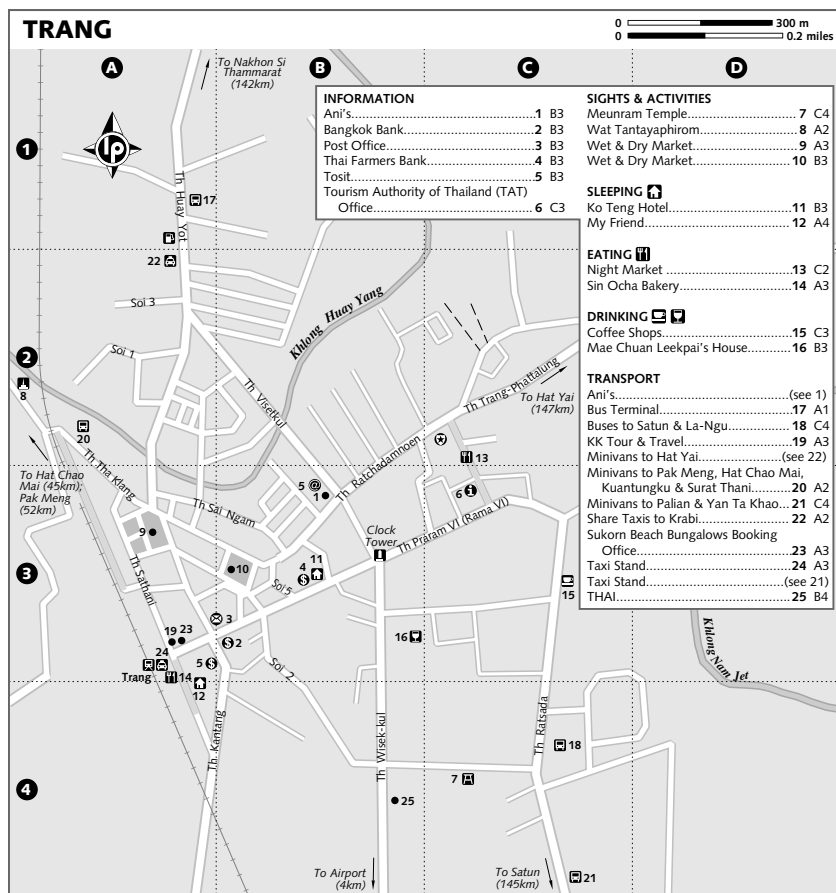 TRANG
0 300 m
0 0.2 miles
A B C D
To Nakhon Si
Thammarat
(142km)
INFORMATION
Ani's 1 B3
Bangkok Bank 2 B3
Post Office 3 B3
Thai Farmers Bank 4 B3
Tosit 5 B3
Tourism Authority of Thailand (TAT)
Office 6 C3
SIGHTS & ACTIVITIES
Meunram Temple 7 C4
Wat Tantayaphirom 8 A2
Wet & Dry Market 9 A3
Wet & Dry Market 10 B3
SLEEPING
Ko Teng Hotel 11 B3
My Friend 12 A4
EATING
Night Market 13 C2
Sin Ocha Bakery 14 A3
DRINKING
Coffee Shops 15 C3
Mae Chuan Leekpai's House 16 B3
TRANSPORT
Ani's (see 1)
Bus Terminal 17 A1
Buses to Satun & La-Ngu 18 C4
KK Tour & Travel 19 A3
Minivans to Hat Yai (see 22)
Minivans to Pak Meng, Hat Chao Mai,
Kuantungku & Surat Thani 20 A2
Minivans to Palian & Yan Ta Khao 21 C4
Share Taxis to Krabi 22 A2
Sukorn Beach Bungalows Booking
Office 23 A3
Taxi Stand 24 A3
Taxi Stand (see 21)
THAI 25 B4
1
lp
Th Huay Yot
17
22
Soi 3
Khlong Huay Yang
2
Soi 1
8
Th Visetkul
Th Trang-Phattalung
To Hat Yai
(147km)
20
13
To Hat Chao
Mai (45km);
Pak Meng
(52km)
Th Tha Klang
Th Ratchadamnoen
5 @
1
6
Th Sai Ngam
Th Praram VI (Rama VI)
9
Clock
Tower
3
10
11
4
Soi 5
Th Sathani
15
3
19 23
2
16
Khlong Nam Jet
24
Trang
14
5
12
Soi 2
Th Kantang
Th Wisek-kul
Th Ratsada
18
4
7
25
To Airport
(4km)
To Satun
(145km)
21